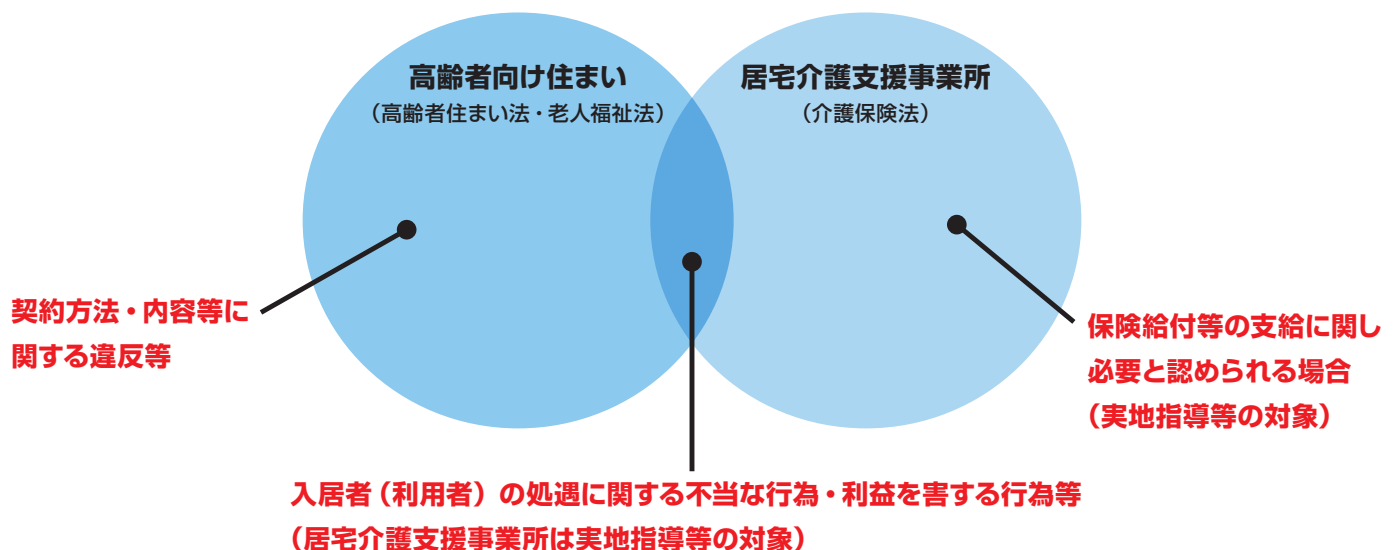 高齢者向け住まい
（高齢者住まい法・老人福祉法）
居宅介護支援事業所
（介護保険法）
契約方法・内容等に
関する違反等
保険給付等の支給に関し
必要と認められる場合
（実地指導等の対象）
入居者（利用者）の処遇に関する不当な行為・利益を害する行為等
（居宅介護支援事業所は実地指導等の対象）